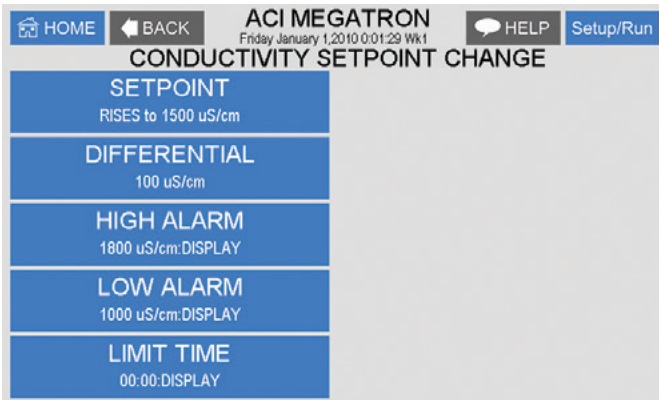 HOME
BACK
ACI MEGATRON
Friday January 1,2010 0:01:29 Wk1
HELP
Setup/Run
CONDUCTIVITY SETPOINT CHANGE
SETPOINT
RISES to 1500 uS/cm
DIFFERENTIAL
100 uS/cm
HIGH ALARM
1800 uS/cm:DISPLAY
LOW ALARM
1000 uS/cm:DISPLAY
LIMIT TIME
00:00:DISPLAY